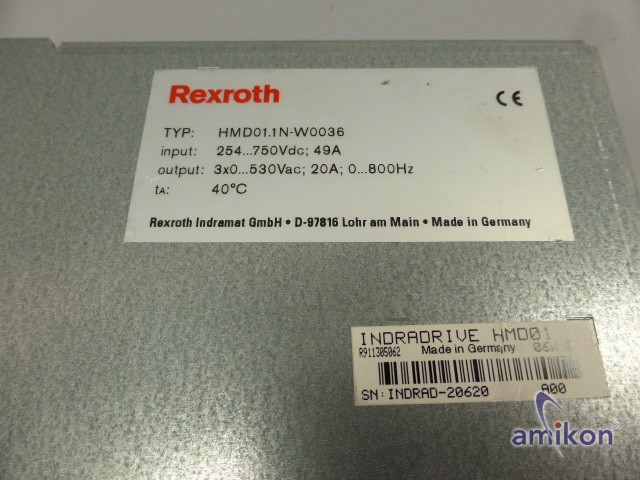 Rexroth
CE
TYP: HMD01.1N-W0036
input: 254...750Vdc; 49A
output: 3x0...530Vac; 20A; 0...800Hz
tA: 40°C
Rexroth Indramat GmbH • D-97816 Lohr am Main • Made in Germany
INDRADRIVE HMD01
R911305062 Made in Germany
SN: INDRAD-20620 A00
amikon